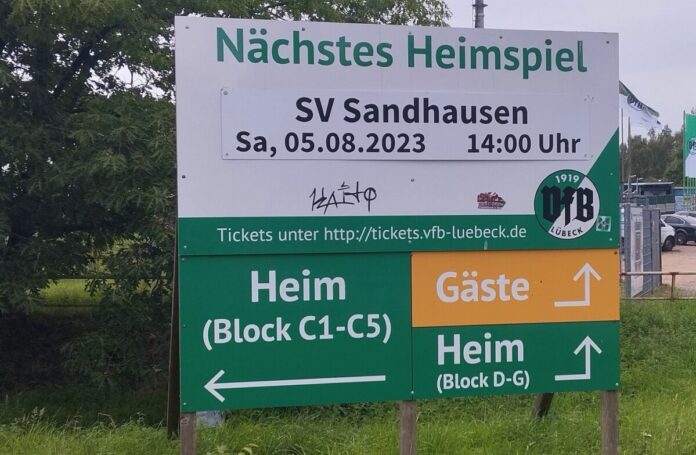 Nächstes Heimspiel
SV Sandhausen
Sa, 05.08.2023 14:00 Uhr
1919
VfB
LÜBECK
Tickets unter http://tickets.vfb-luebeck.de
Heim
(Block C1-C5)
Gäste
Heim
(Block D-G)